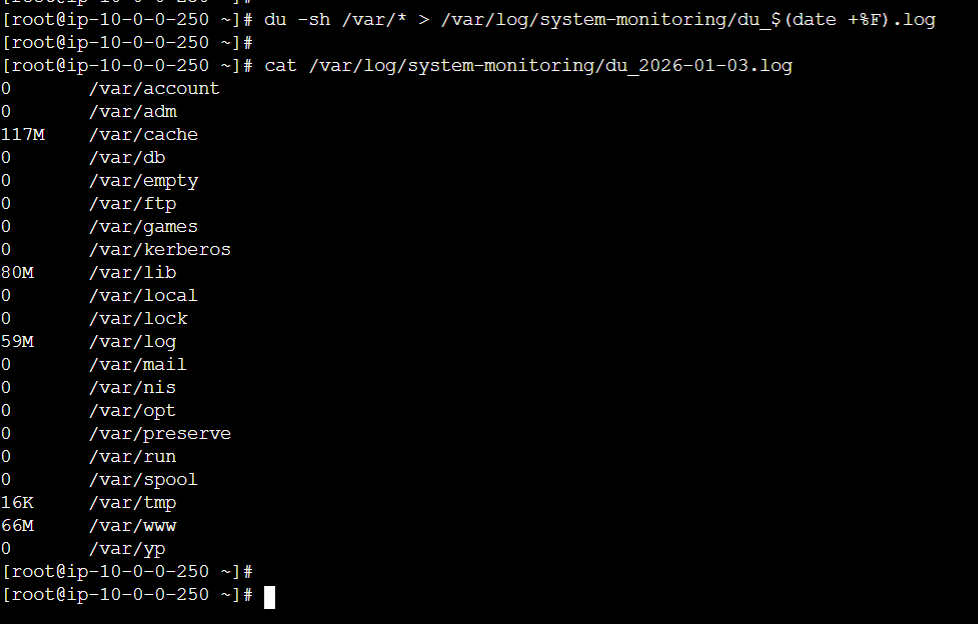 [root@ip-10-0-0-250 ~]# du -sh /var/* > /var/log/system-monitoring/du_$(date +%F).log
[root@ip-10-0-0-250 ~]#
[root@ip-10-0-0-250 ~]# cat /var/log/system-monitoring/du_2026-01-03.log
0 /var/account
0 /var/adm
117M /var/cache
0 /var/db
0 /var/empty
0 /var/ftp
0 /var/games
0 /var/kerberos
80M /var/lib
0 /var/local
0 /var/lock
59M /var/log
0 /var/mail
0 /var/nis
0 /var/opt
0 /var/preserve
0 /var/run
0 /var/spool
16K /var/tmp
66M /var/www
0 /var/yp
[root@ip-10-0-0-250 ~]#
[root@ip-10-0-0-250 ~]#